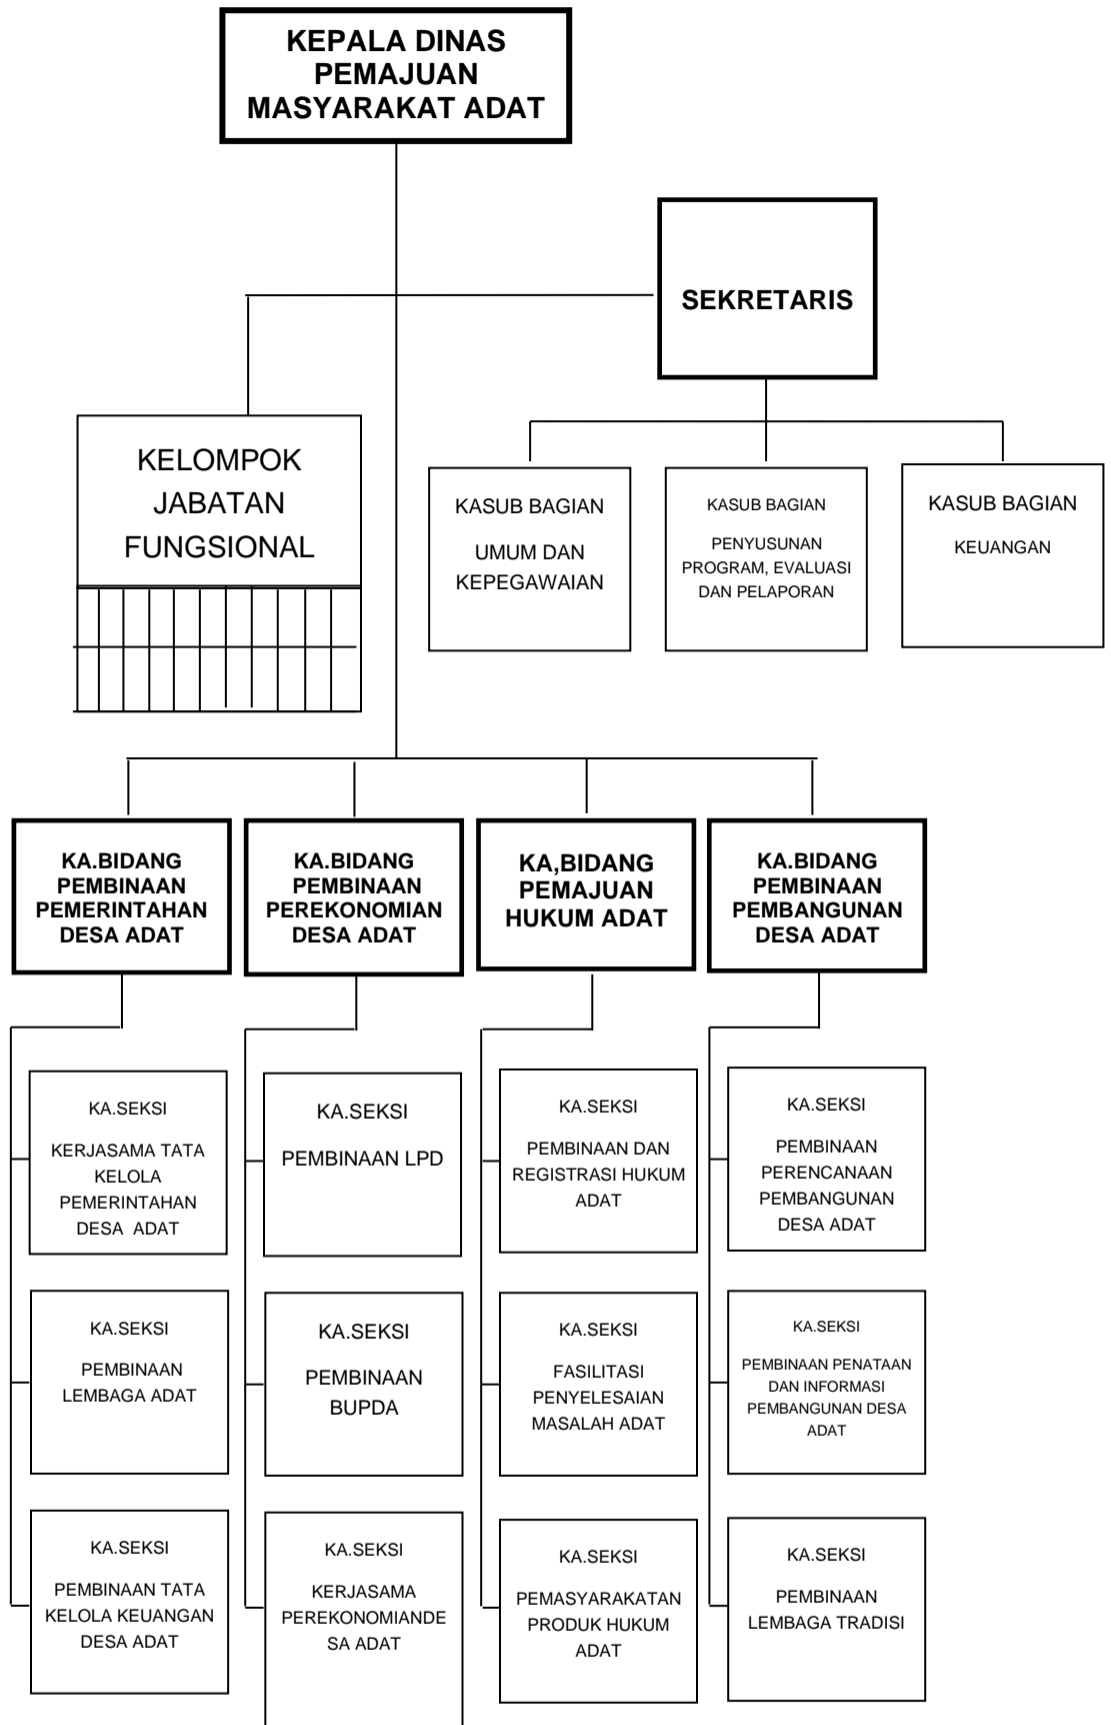 KEPALA DINAS
PEMAJUAN
MASYARAKAT ADAT
SEKRETARIS
KELOMPOK
JABATAN
FUNGSIONAL
KASUB BAGIAN
UMUM DAN
KEPEGAWAIAN
KASUB BAGIAN
PENYUSUNAN
PROGRAM, EVALUASI
DAN PELAPORAN
KASUB BAGIAN
KEUANGAN
KA.BIDANG
PEMBINAAN
PEMERINTAHAN
DESA ADAT
KA.BIDANG
PEMBINAAN
PEREKONOMIAN
DESA ADAT
KA,BIDANG
PEMAJUAN
HUKUM ADAT
KA.BIDANG
PEMBINAAN
PEMBANGUNAN
DESA ADAT
KA.SEKSI
KERJASAMA TATA
KELOLA
PEMERINTAHAN
DESA  ADAT
KA.SEKSI
PEMBINAAN LPD
KA.SEKSI
PEMBINAAN DAN
REGISTRASI HUKUM
ADAT
KA.SEKSI
PEMBINAAN
PERENCANAAN
PEMBANGUNAN
DESA ADAT
KA.SEKSI
PEMBINAAN
LEMBAGA ADAT
KA.SEKSI
PEMBINAAN
BUPDA
KA.SEKSI
FASILITASI
PENYELESAIAN
MASALAH ADAT
KA.SEKSI
PEMBINAAN PENATAAN
DAN INFORMASI
PEMBANGUNAN DESA
ADAT
KA.SEKSI
PEMBINAAN TATA
KELOLA KEUANGAN
DESA ADAT
KA.SEKSI
KERJASAMA
PEREKONOMIANDE
SA ADAT
KA.SEKSI
PEMASYARAKATAN
PRODUK HUKUM
ADAT
KA.SEKSI
PEMBINAAN
LEMBAGA TRADISI